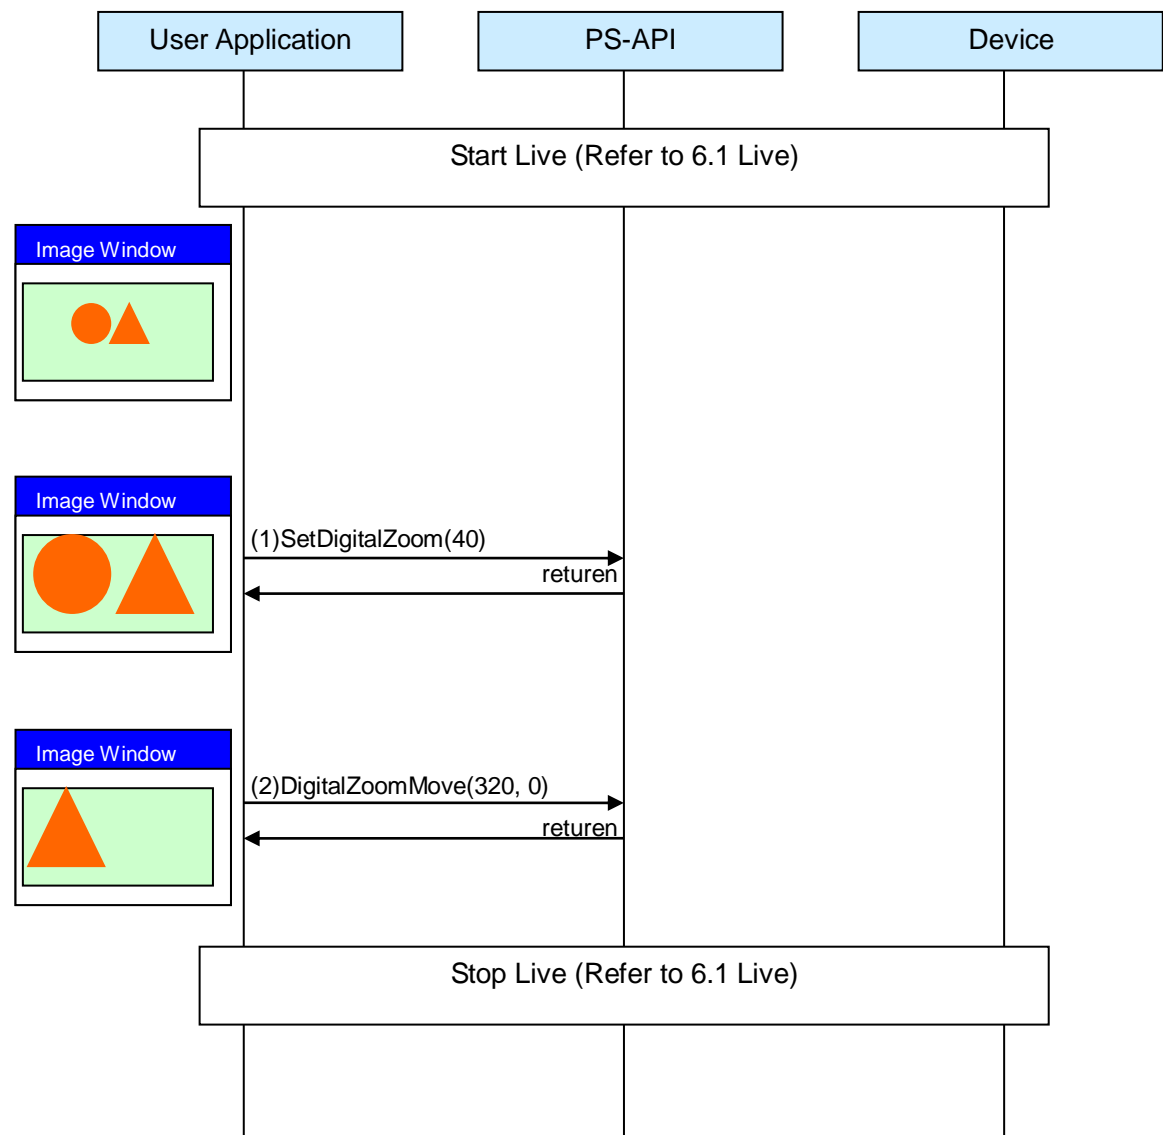 User Application
PS-API
Device
Start Live (Refer to 6.1 Live)
Image Window
Image Window
(1)SetDigitalZoom(40)
returen
Image Window
(2)DigitalZoomMove(320, 0)
returen
Stop Live (Refer to 6.1 Live)